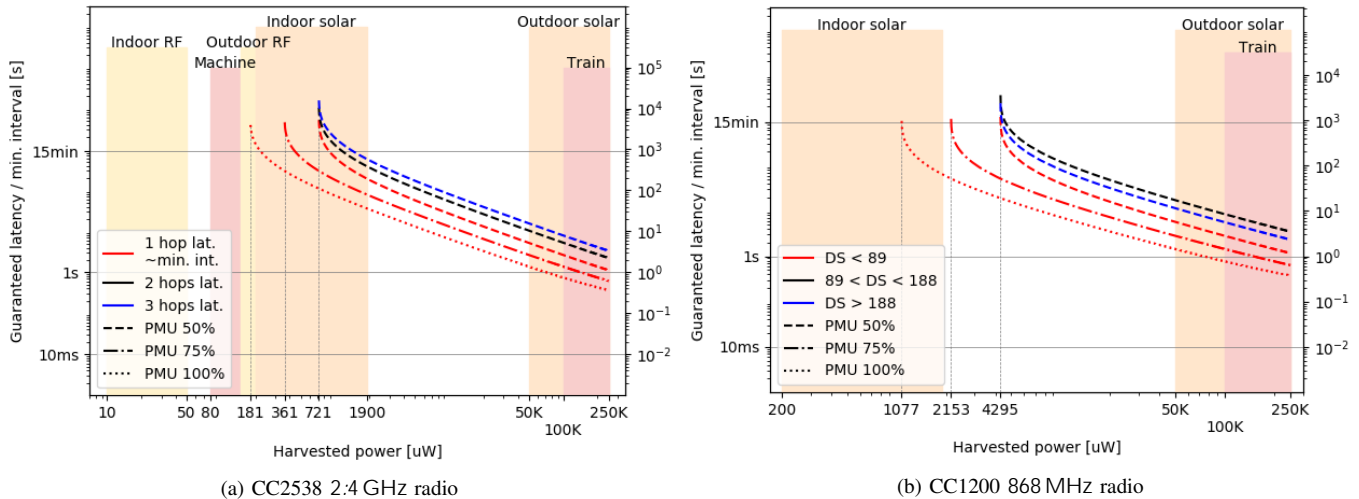 Indoor solar
Outdoor solar
Indoor RF
Outdoor RF
Machine
Train
Guaranteed latency / min. interval [s]
15min
1s
10ms
10^5
10^4
10^3
10^2
10^1
10^0
10^-1
10^-2
1 hop lat.
~min. int.
2 hops lat.
3 hops lat.
PMU 50%
PMU 75%
PMU 100%
10 50 80 181 361 721 1900 50K 250K
100K
Harvested power [uW]
(a) CC2538 2:4 GHz radio
Indoor solar
Outdoor solar
Train
Guaranteed latency / min. interval [s]
15min
1s
10ms
10^4
10^3
10^2
10^1
10^0
10^-1
10^-2
DS < 89
89 < DS < 188
DS > 188
PMU 50%
PMU 75%
PMU 100%
200 1077 2153 4295 50K 250K
100K
Harvested power [uW]
(b) CC1200 868 MHz radio